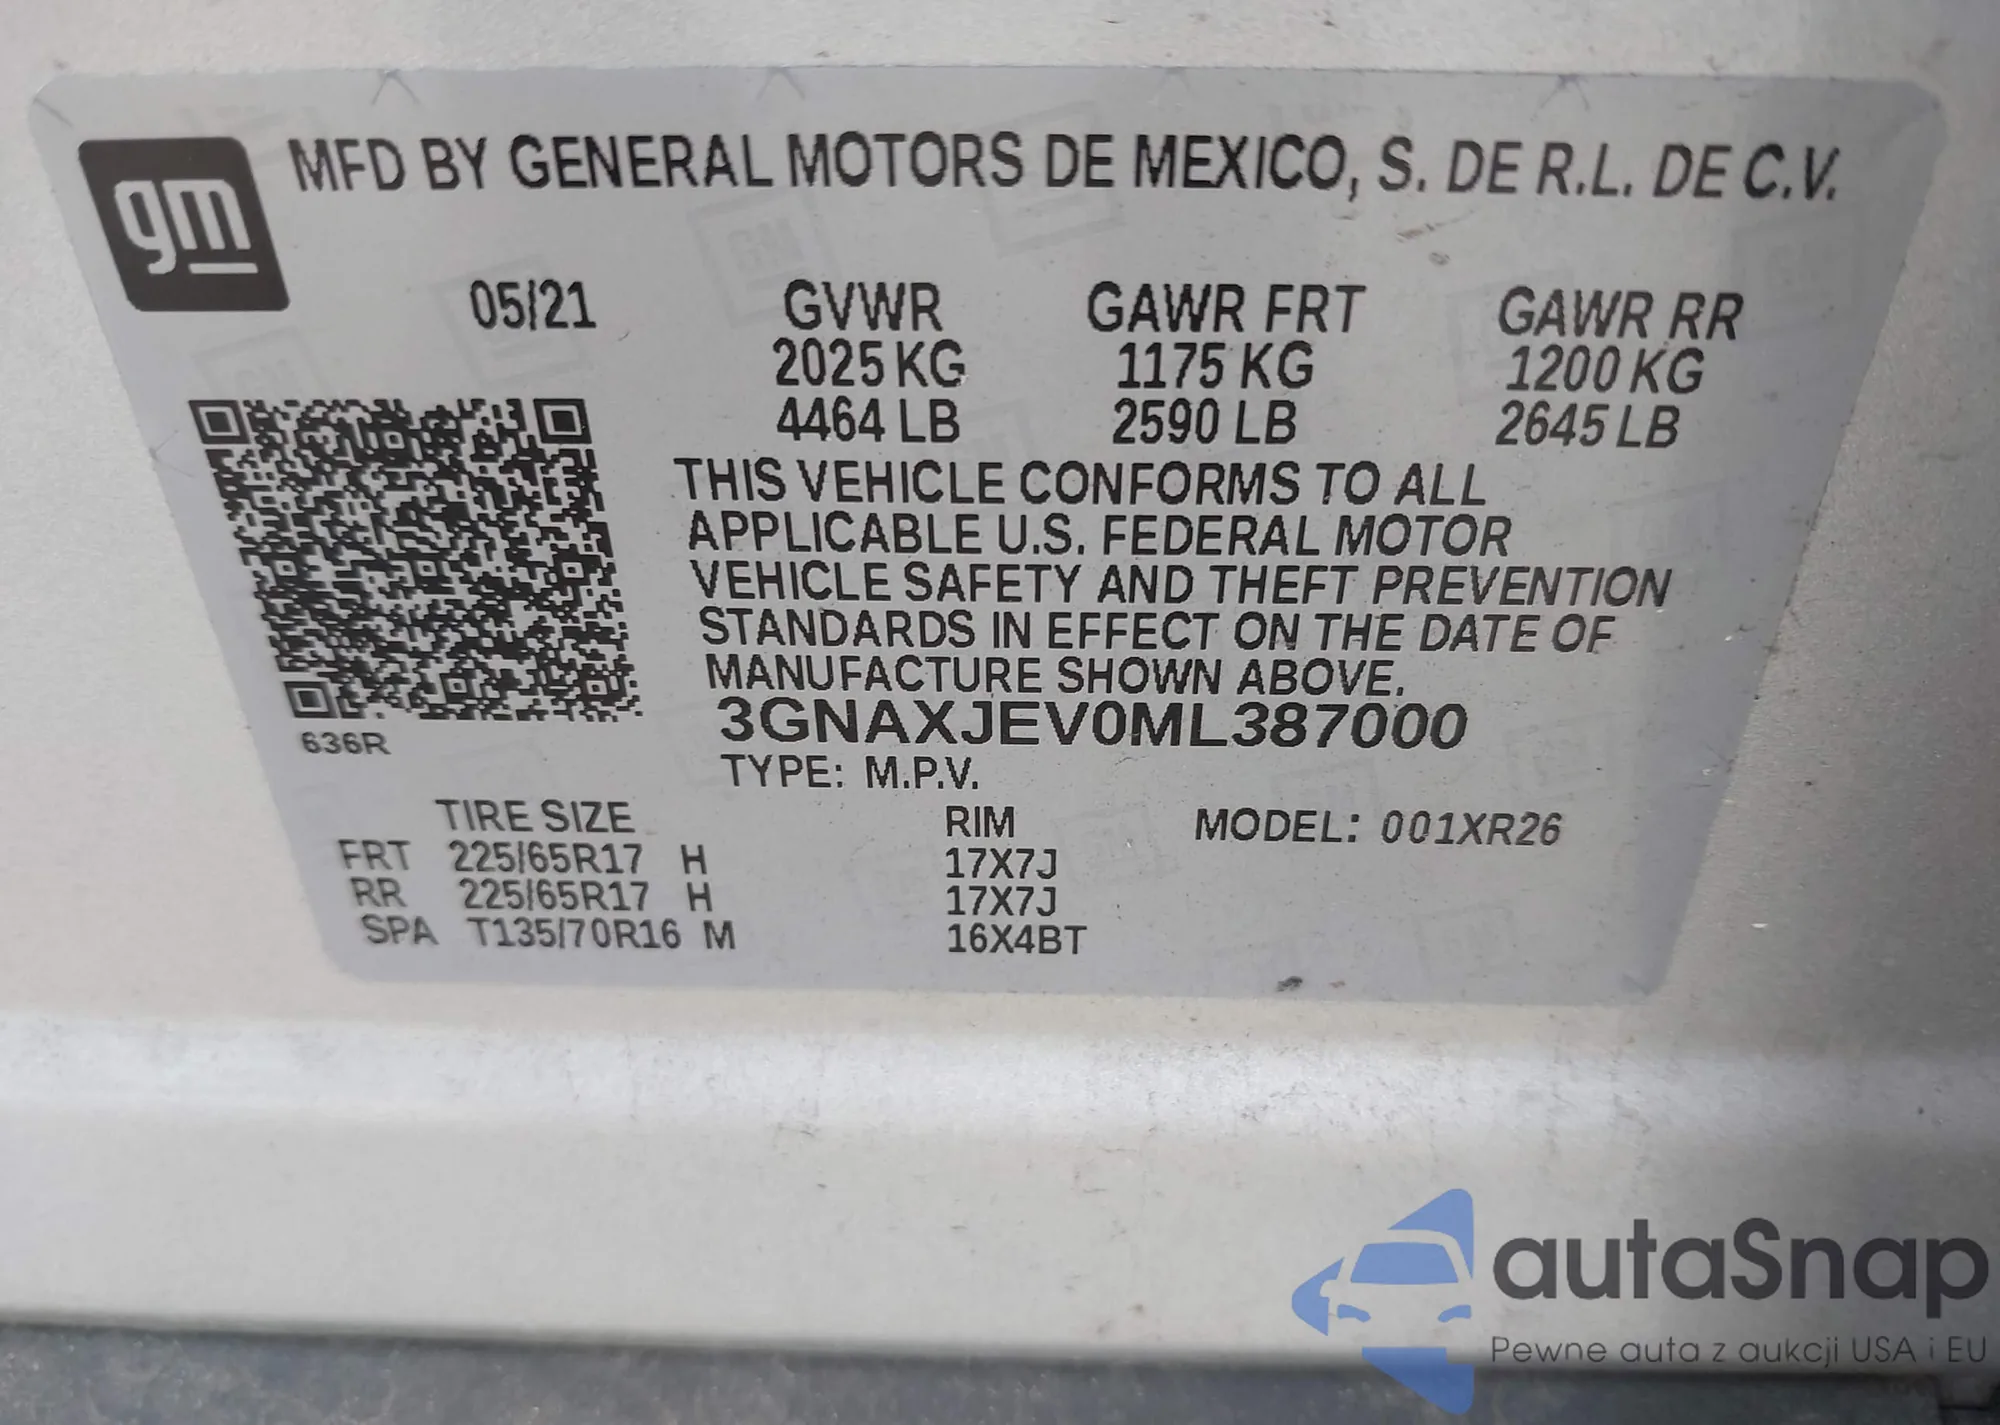 gm
MFD BY GENERAL MOTORS DE MEXICO, S. DE R.L. DE C.V.
05/21 GVWR GAWR FRT GAWR RR
2025 KG 1175 KG 1200 KG
4464 LB 2590 LB 2645 LB
THIS VEHICLE CONFORMS TO ALL
APPLICABLE U.S. FEDERAL MOTOR
VEHICLE SAFETY AND THEFT PREVENTION
STANDARDS IN EFFECT ON THE DATE OF
MANUFACTURE SHOWN ABOVE.
3GNAXJEV0ML387000
636R
TYPE: M.P.V.
TIRE SIZE RIM MODEL: 001XR26
FRT 225/65R17 H 17X7J
RR 225/65R17 H 17X7J
SPA T135/70R16 M 16X4BT
autaSnap
Pewne auta z aukcji USA i EU